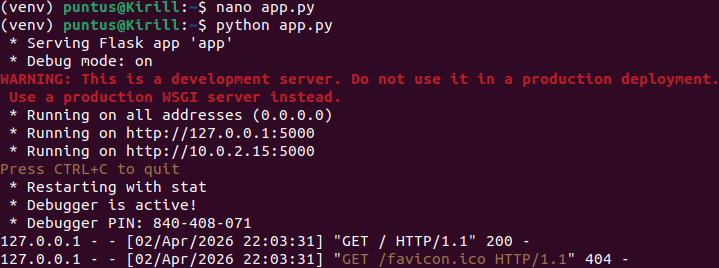 (venv) puntus@Kirill:~$ nano app.py
(venv) puntus@Kirill:~$ python app.py
 * Serving Flask app 'app'
 * Debug mode: on
WARNING: This is a development server. Do not use it in a production deployment.
 Use a production WSGI server instead.
 * Running on all addresses (0.0.0.0)
 * Running on http://127.0.0.1:5000
 * Running on http://10.0.2.15:5000
Press CTRL+C to quit
 * Restarting with stat
 * Debugger is active!
 * Debugger PIN: 840-408-071
127.0.0.1 - - [02/Apr/2026 22:03:31] "GET / HTTP/1.1" 200 -
127.0.0.1 - - [02/Apr/2026 22:03:31] "GET /favicon.ico HTTP/1.1" 404 -